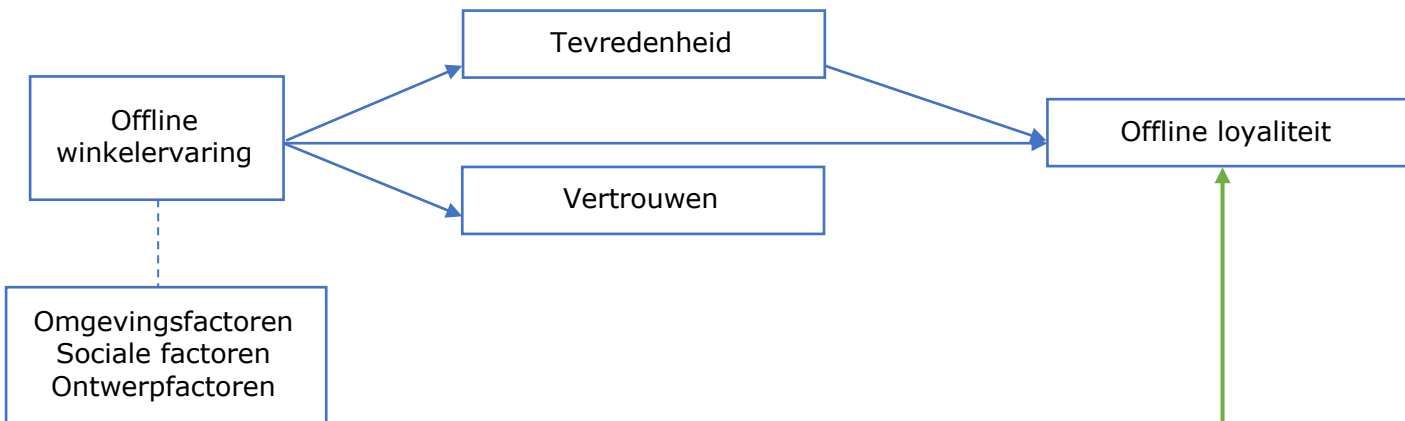 Tevredenheid
Offline
winkelervaring
Offline loyaliteit
Vertrouwen
Omgevingsfactoren
Sociale factoren
Ontwerpfactoren